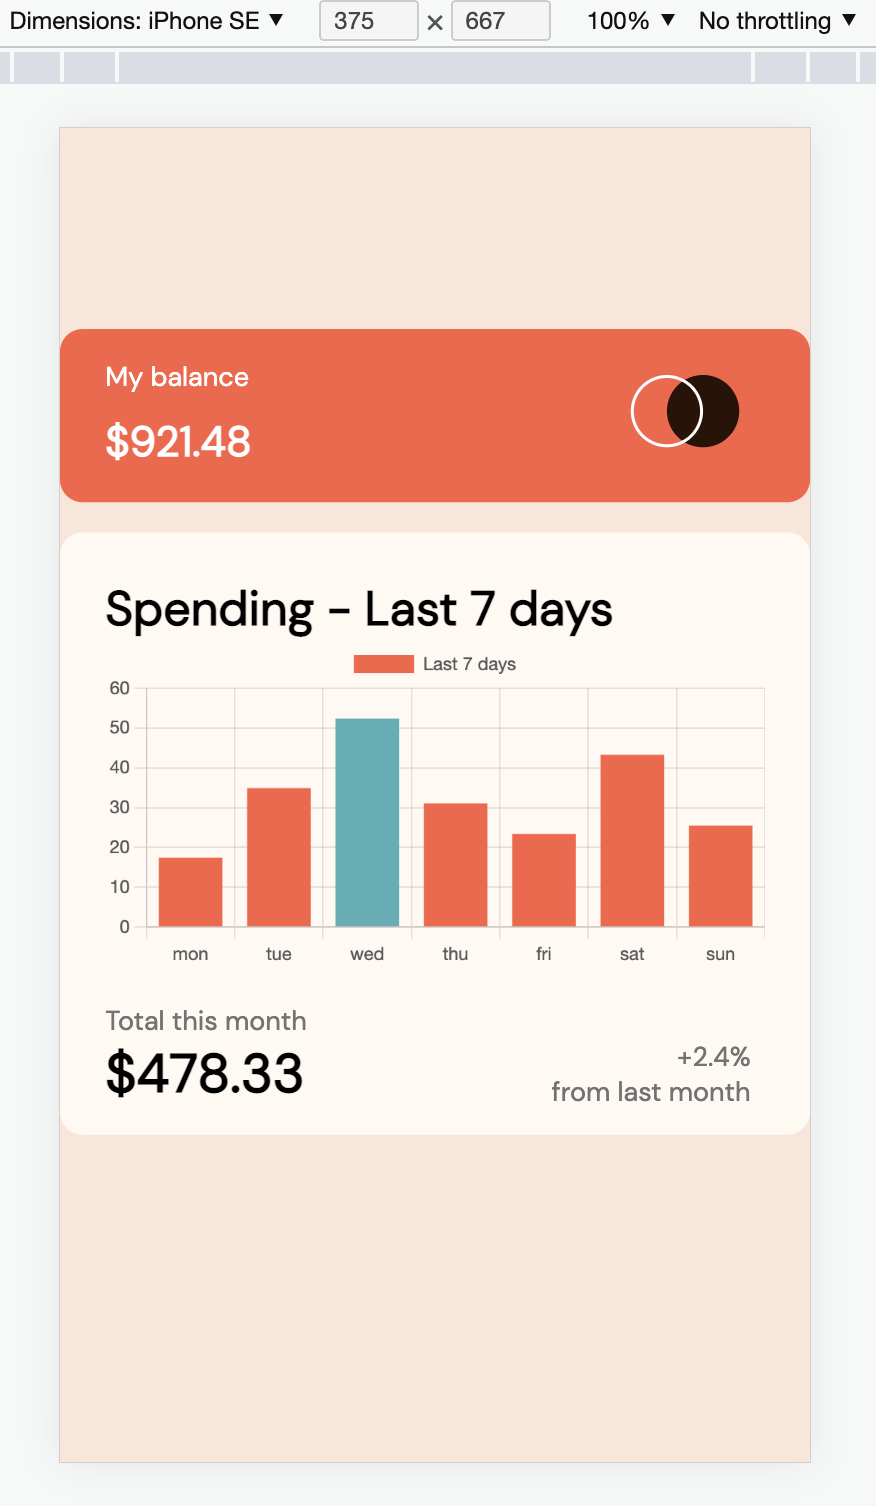 Dimensions: iPhone SE ▼ 375 × 667 100% ▼ No throttling ▼
My balance
$921.48
Spending - Last 7 days
Last 7 days
60
50
40
30
20
10
0
mon tue wed thu fri sat sun
Total this month
$478.33
+2.4%
from last month